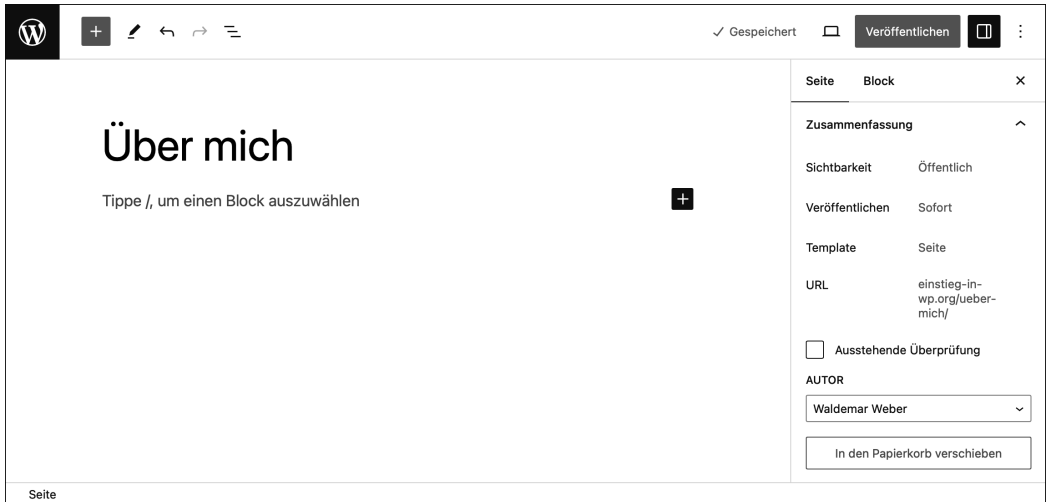 Gespeichert
Veröffentlichen
Seite Block
Über mich
Tippe /, um einen Block auszuwählen
Zusammenfassung
Sichtbarkeit Öffentlich
Veröffentlichen Sofort
Template Seite
URL einstieg-in-
wp.org/ueber-
mich/
Ausstehende Überprüfung
AUTOR
Waldemar Weber
In den Papierkorb verschieben
Seite